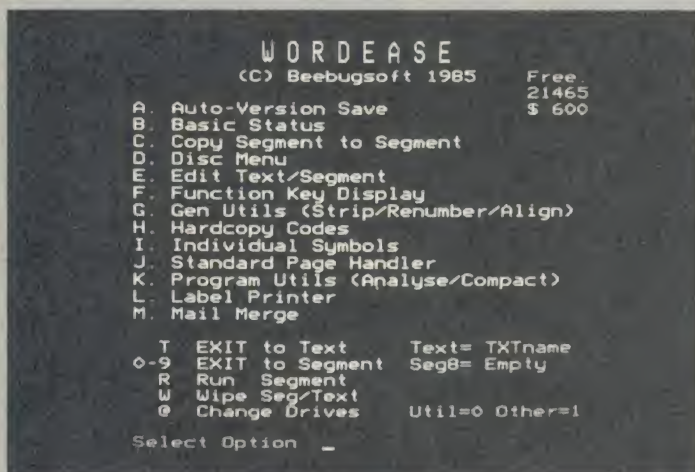 WORDEASE
(C) Beebugsoft 1985 Free.
21465
A. Auto-Version Save $ 600
B. Basic Status
C. Copy Segment to Segment
D. Disc Menu
E. Edit Text/Segment
F. Function Key Display
G. Gen Utils (Strip/Renumber/Align)
H. Hardcopy Codes
I. Individual Symbols
J. Standard Page Handler
K. Program Utils (Analyse/Compact)
L. Label Printer
M. Mail Merge
T EXIT to Text Text= TXTname
0-9 EXIT to Segment Seg8= Empty
R Run Segment
W Wipe Seg/Text
@ Change Drives Util=0 Other=1
Select Option _